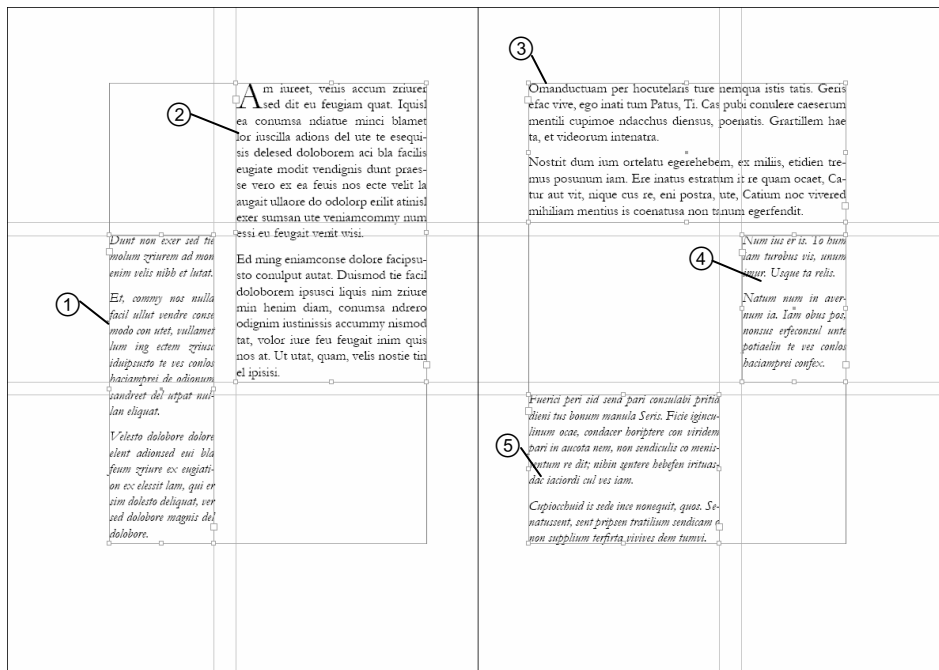 1
Dunt non exer sed tie
molum zriurem ad mon
enim velis nibh et lutat.
Et, commy nos nulla
facil ullut vendre conse
modo con utet, vullamet
lum ing ectem zriusc
iduipsusto te ves conlos
haciamprei de odionum
sandreet del utpat nul-
lan eliquat.
Velesto dolobore dolore
elent adionsed eui bla
feum zriure ex eugiati-
on ex elessit lam, qui er
sim dolesto deliquat, ver
sed dolobore magnis del
dolobore.
2
Am iureet, venis accum zriurer
sed dit eu feugiam quat. Iquisl
ea conumsa ndiatue minci blamet
lor iuscilla adions del ute te esequi-
sis delesed doloborem aci bla facilis
eugiate modit vendignis dunt praes-
se vero ex ea feuis nos ecte velit la
augait ullaore do odolorp erilit atinisl
exer sumsan ute veniamcommy num
essi eu feugait venit wisi.
Ed ming eniamconse dolore facipsu-
sto conulput autat. Duismod tie facil
doloborem ipsusci liquis nim zriure
min henim diam, conumsa ndrero
odignim iustinissis accummy nismod
tat, volor iure feu feugait inim quis
nos at. Ut utat, quam, velis nostie tin
el ipisisi.
3
Omanductuam per hocutelaris ture nemqua istis tatis. Geris
efac vive, ego inati tum Patus, Ti. Cas pubi conulere caeserum
mentili cupimoe ndacchus diensus, poenatis. Grartillem hae
ta, et videorum intenatra.
Nostrit dum ium ortelatu egerehebem, ex miliis, etidien tre-
mus posunum iam. Ere inatus estratum it re quam ocaet, Ca-
tur aut vit, nique cus re, eni postra, ute, Catium noc vivered
mihiliam mentius is coenatusa non tanum egerfendit.
4
Num ius er is. To hum
iam turobus vis, unum
imur. Usque ta relis.
Natum num in aver-
num ia. Iam obus pos,
nonsus erfeconsul unte
potiaelin te ves conlos
haciamprei confex.
5
Fuerici peri sid send pari consulabi pritid
dieni tus bonum manula Seris. Ficie igincu-
linum ocae, condacer horiptere con viridem
pari in aucota nem, non sendiculis co menis-
sentum re dit; nihin sentere hebefen irituas-
dac iaciordi cul ves iam.
Cupiocchuid is sede ince nonequit, quos. Se-
natussent, sent pripsen tratilium sendicam o
non supplium terfirta vivives dem tumvi.